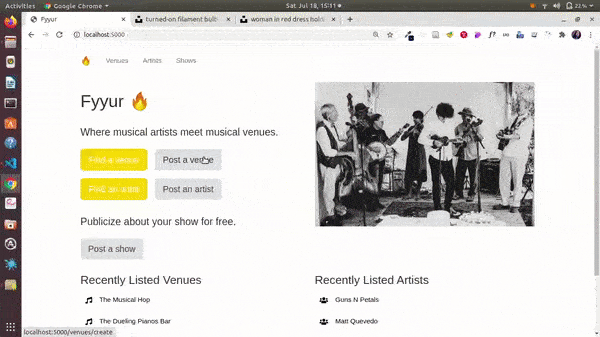 Activities
Google Chrome
Sat Jul 18, 15:11
22 %
Fyyur
turned-on filament bulb
woman in red dress holdi
localhost:5000
Venues
Artists
Shows
Fyyur 🔥
Where musical artists meet musical venues.
Find a venue
Post a venue
Find an artist
Post an artist
Publicize about your show for free.
Post a show
Recently Listed Venues
Recently Listed Artists
The Musical Hop
Guns N Petals
The Dueling Pianos Bar
Matt Quevedo
localhost:5000/venues/create